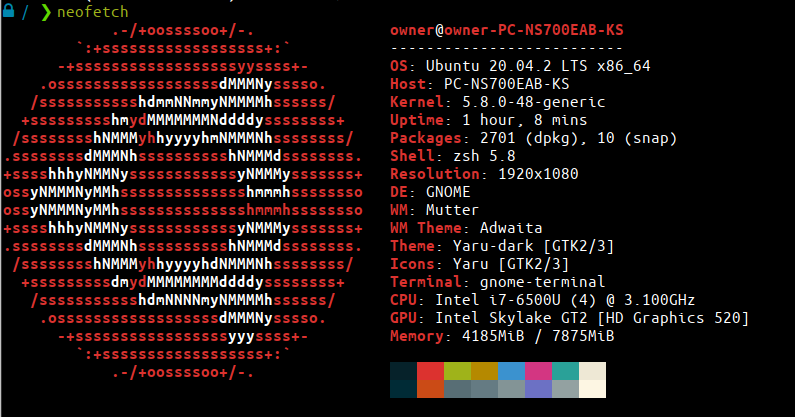 / ❯ neofetch
.-/+oossssoo+/-.
`:+ssssssssssssssssss+:`
-+ssssssssssssssssssyyssss+-
.ossssssssssssssssssdMMMNysssso.
/ssssssssssshdmmNNmmyNMMMMhssssss/
+ssssssssshmydMMMMMMMNddddyssssssss+
/sssssssshNMMMyhhyyyyhmNMMMNhssssssss/
.ssssssssdMMMNhsssssssssshNMMMdssssssss.
+sssshhhyNMMNyssssssssssssyNMMMysssssss+
ossyNMMMNyMMhsssssssssssssshmmmhssssssso
ossyNMMMNyMMhsssssssssssssshmmmhssssssso
+sssshhhyNMMNyssssssssssssyNMMMysssssss+
.ssssssssdMMMNhsssssssssshNMMMdssssssss.
/sssssssshNMMMyhhyyyyhdNMMMNhssssssss/
+sssssssssdmydMMMMMMMMddddyssssssss+
/ssssssssssshdmNNNNmyNMMMMhssssss/
.ossssssssssssssssssdMMMNysssso.
-+sssssssssssssssssyyyssss+-
`:+ssssssssssssssssss+:`
.-/+oossssoo+/-.
owner@owner-PC-NS700EAB-KS
--------------------------
OS: Ubuntu 20.04.2 LTS x86_64
Host: PC-NS700EAB-KS
Kernel: 5.8.0-48-generic
Uptime: 1 hour, 8 mins
Packages: 2701 (dpkg), 10 (snap)
Shell: zsh 5.8
Resolution: 1920x1080
DE: GNOME
WM: Mutter
WM Theme: Adwaita
Theme: Yaru-dark [GTK2/3]
Icons: Yaru [GTK2/3]
Terminal: gnome-terminal
CPU: Intel i7-6500U (4) @ 3.100GHz
GPU: Intel Skylake GT2 [HD Graphics 520]
Memory: 4185MiB / 7875MiB